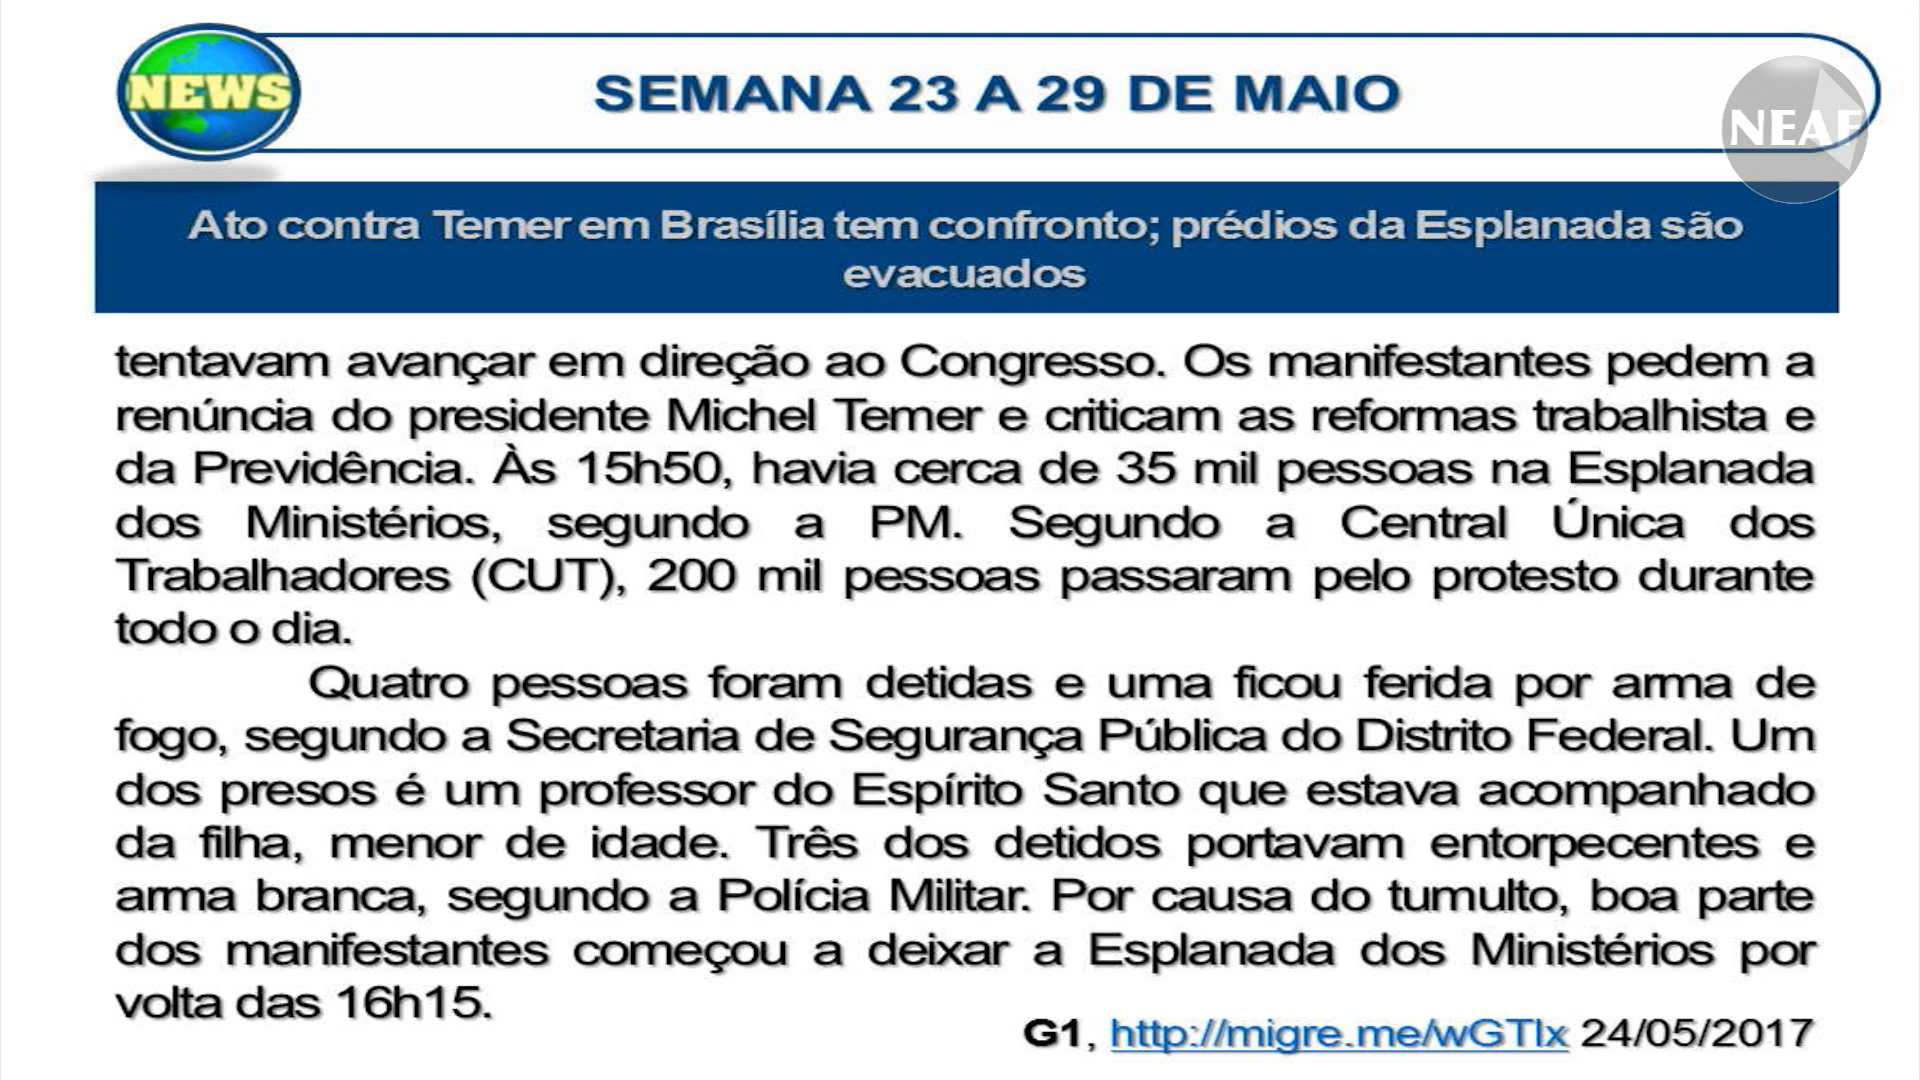 NEWS
SEMANA 23 A 29 DE MAIO
NEAF
Ato contra Temer em Brasília tem confronto; prédios da Esplanada são
evacuados
tentavam avançar em direção ao Congresso. Os manifestantes pedem a
renúncia do presidente Michel Temer e criticam as reformas trabalhista e
da Previdência. Às 15h50, havia cerca de 35 mil pessoas na Esplanada
dos Ministérios, segundo a PM. Segundo a Central Única dos
Trabalhadores (CUT), 200 mil pessoas passaram pelo protesto durante
todo o dia.
Quatro pessoas foram detidas e uma ficou ferida por arma de
fogo, segundo a Secretaria de Segurança Pública do Distrito Federal. Um
dos presos é um professor do Espírito Santo que estava acompanhado
da filha, menor de idade. Três dos detidos portavam entorpecentes e
arma branca, segundo a Polícia Militar. Por causa do tumulto, boa parte
dos manifestantes começou a deixar a Esplanada dos Ministérios por
volta das 16h15.
G1, http://migre.me/wGTIx 24/05/2017